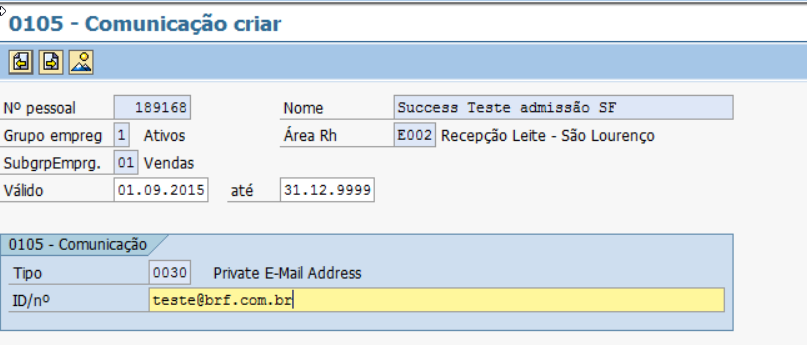 0105 - Comunicação criar
Nº pessoal 189168 Nome Success Teste admissão SF
Grupo empreg 1 Ativos Área Rh E002 Recepção Leite - São Lourenço
SubgrpEmprg. 01 Vendas
Válido 01.09.2015 até 31.12.9999
0105 - Comunicação
Tipo 0030 Private E-Mail Address
ID/nº teste@brf.com.br